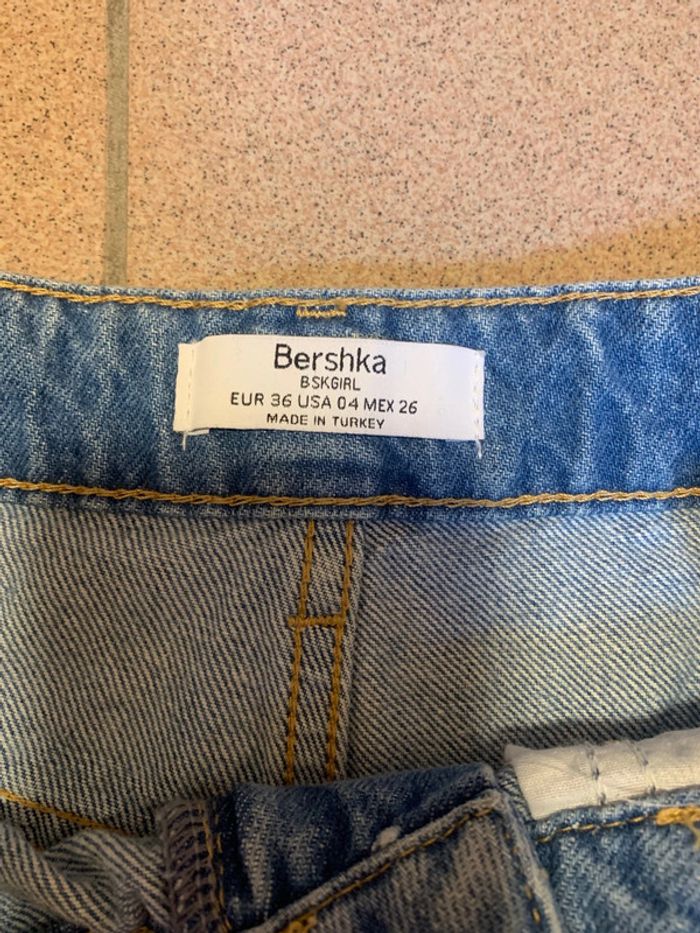 Bershka
BSKGIRL
EUR 36 USA 04 MEX 26
MADE IN TURKEY